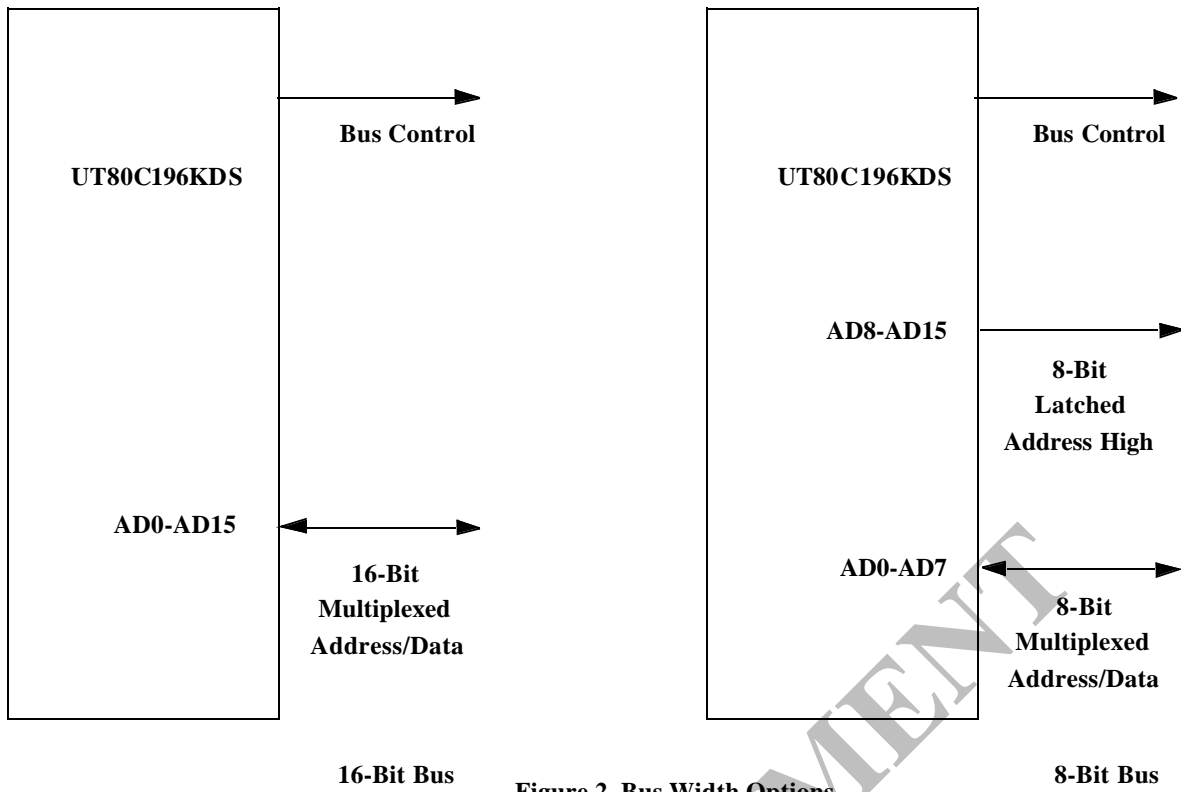 Bus Control
UT80C196KDS
AD0-AD15
16-Bit
Multiplexed
Address/Data
16-Bit Bus
Bus Control
UT80C196KDS
AD8-AD15
8-Bit
Latched
Address High
AD0-AD7
8-Bit
Multiplexed
Address/Data
8-Bit Bus
Figure 2. Bus Width Options
MENT